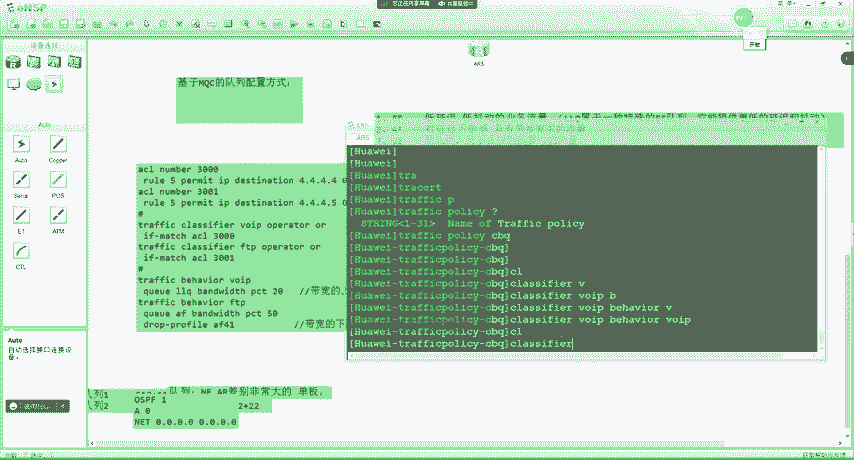 eNSP
AR5
开始
Auto
Auto
Copper
Serial
POS
E1
ATM
CTL
Auto
自动选择接口连接设备。
基于MQC的队列配置方式：
acl number 3000
rule 5 permit ip destination 4.4.4.4 0
acl number 3001
rule 5 permit ip destination 4.4.4.5 0
#
traffic classifier voip operator or
if-match acl 3000
traffic classifier ftp operator or
if-match acl 3001
#
traffic behavior voip
queue llq bandwidth pct 20 //带宽的上
traffic behavior ftp
queue af bandwidth pct 50
drop-profile af41 //带宽的下
AR5
[Huawei]
[Huawei]
[Huawei]tra
[Huawei]tracert
[Huawei]traffic p
[Huawei]traffic policy ?
STRING<1-31> Name of Traffic policy
[Huawei]traffic policy cbq
[Huawei-trafficpolicy-cbq]
[Huawei-trafficpolicy-cbq]
[Huawei-trafficpolicy-cbq]cl
[Huawei-trafficpolicy-cbq]classifier v
[Huawei-trafficpolicy-cbq]classifier voip b
[Huawei-trafficpolicy-cbq]classifier voip behavior v
[Huawei-trafficpolicy-cbq]classifier voip behavior voip
[Huawei-trafficpolicy-cbq]cl
[Huawei-trafficpolicy-cbq]classifier
队列，NE AR差别非常大的 单板，
队列1
队列2
OSPF 1
2*22
A 0
NET 0.0.0.0 0.0.0.0